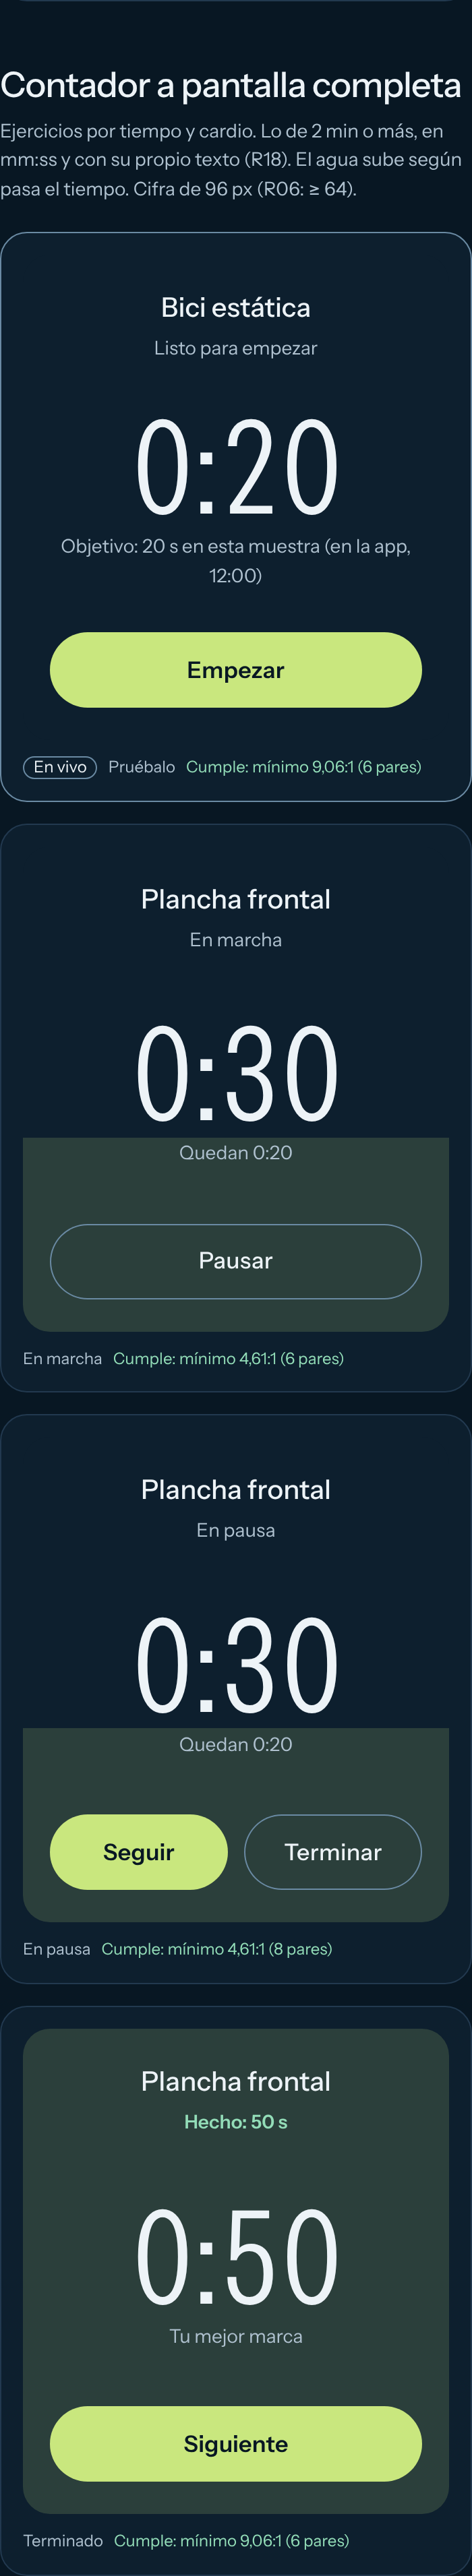 Contador a pantalla completa
Ejercicios por tiempo y cardio. Lo de 2 min o más, en
mm:ss y con su propio texto (R18). El agua sube según
pasa el tiempo. Cifra de 96 px (R06: ≥ 64).
Bici estática
Listo para empezar
0:20
Objetivo: 20 s en esta muestra (en la app,
12:00)
Empezar
En vivo Pruébalo Cumple: mínimo 9,06:1 (6 pares)
Plancha frontal
En marcha
0:30
Quedan 0:20
Pausar
En marcha Cumple: mínimo 4,61:1 (6 pares)
Plancha frontal
En pausa
0:30
Quedan 0:20
Seguir Terminar
En pausa Cumple: mínimo 4,61:1 (8 pares)
Plancha frontal
Hecho: 50 s
0:50
Tu mejor marca
Siguiente
Terminado Cumple: mínimo 9,06:1 (6 pares)